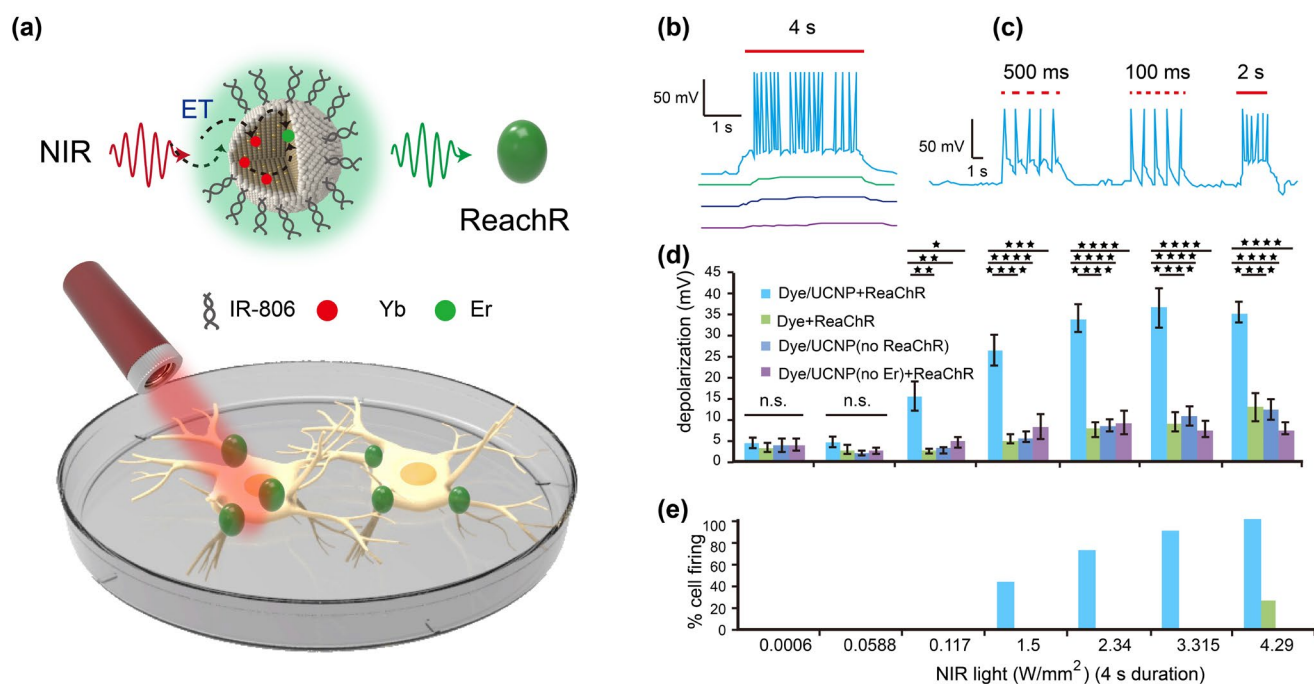 (a)
ET
NIR
ReachR
IR-806
Yb
Er
(b)
4 s
50 mV
1 s
(c)
500 ms
100 ms
2 s
50 mV
1 s
(d)
★
★★
★★
★★★
★★★★
★★★★
★★★★
★★★★
★★★★
★★★★
★★★★
★★★★
★★★★
★★★★
★★★★
depolarization (mV)
45
40
35
30
25
20
15
10
5
0
Dye/UCNP+ReaChR
Dye+ReaChR
Dye/UCNP(no ReaChR)
Dye/UCNP(no Er)+ReaChR
n.s.
n.s.
(e)
% cell firing
100
80
60
40
20
0
0.0006 0.0588 0.117 1.5 2.34 3.315 4.29
NIR light (W/mm²) (4 s duration)